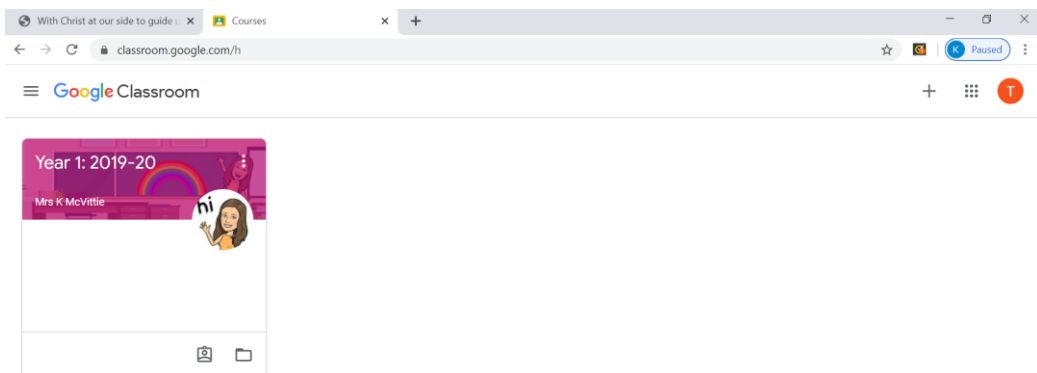 With Christ at our side to guide u
Courses
classroom.google.com/h
K Paused
Google Classroom
T
Year 1: 2019-20
Mrs K McVittie
hi